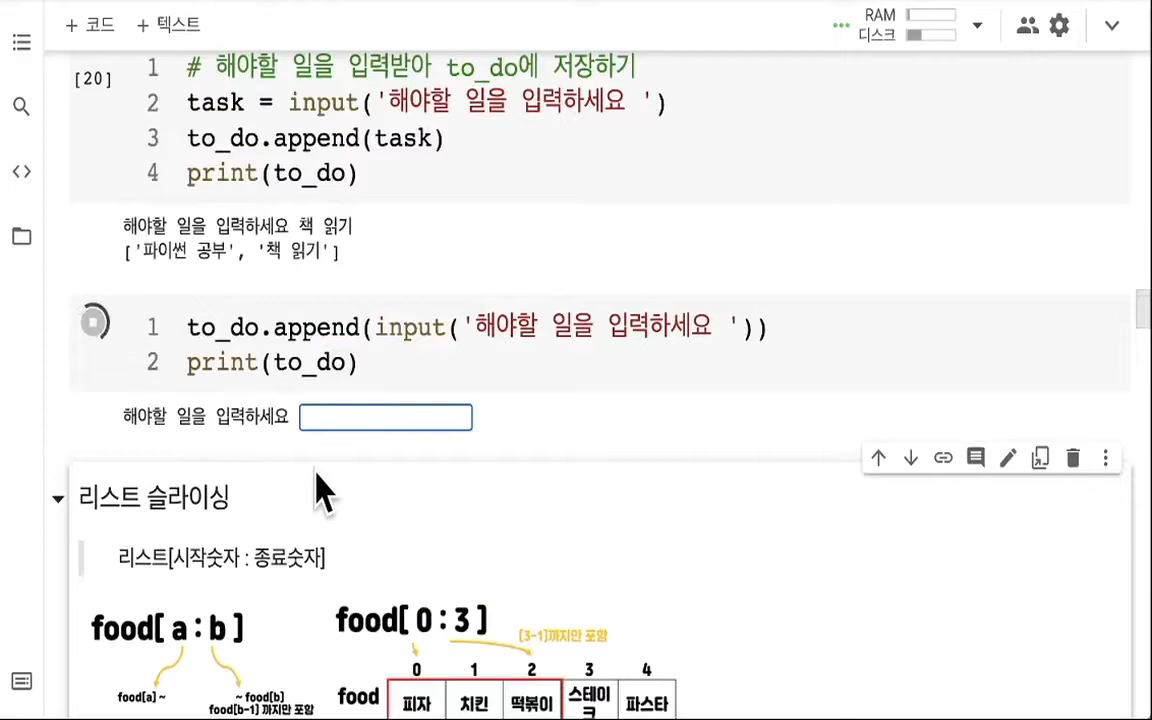 + 코드 + 텍스트
RAM
디스크
[20]
1 # 해야할 일을 입력받아 to_do에 저장하기
2 task = input('해야할 일을 입력하세요 ')
3 to_do.append(task)
4 print(to_do)
해야할 일을 입력하세요 책 읽기
['파이썬 공부', '책 읽기']
1 to_do.append(input('해야할 일을 입력하세요 '))
2 print(to_do)
해야할 일을 입력하세요
리스트 슬라이싱
리스트[시작숫자 : 종료숫자]
food[ a : b ]
food[ 0 : 3 ]
[3-1]까지만 포함
food[a] ~
~ food[b]
food[b-1] 까지만 포함
0 1 2 3 4
food 피자 치킨 떡볶이 스테이크 파스타